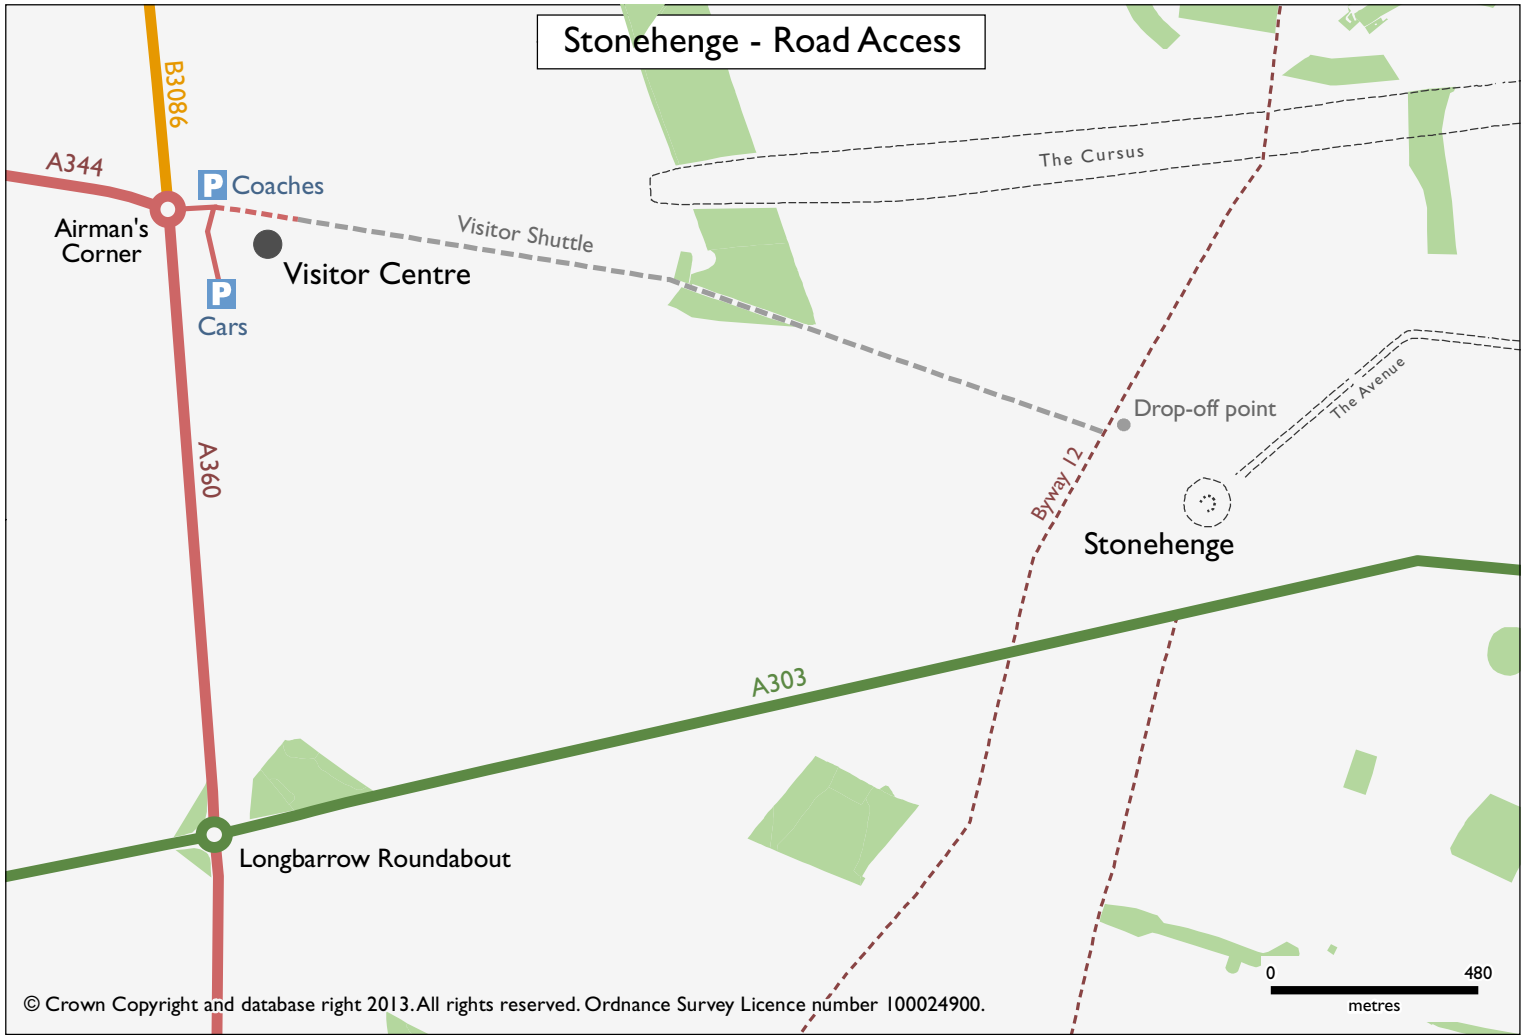 Stonehenge - Road Access
B3086
A344
P Coaches
The Cursus
Airman's
Corner
Visitor Shuttle
Visitor Centre
P
Cars
The Avenue
Drop-off point
A360
Byway 12
Stonehenge
A303
Longbarrow Roundabout
0 480
metres
© Crown Copyright and database right 2013. All rights reserved. Ordnance Survey Licence number 100024900.